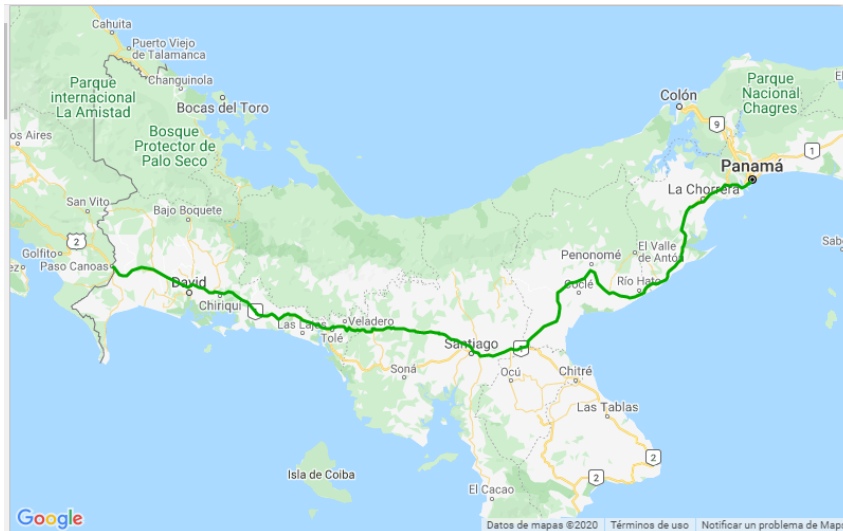 Cahuita
Puerto Viejo
de Talamanca
Changuinola
Parque
internacional
La Amistad
Bocas del Toro
os Aires
Bosque
Protector de
Palo Seco
Parque
Nacional
Chagres
Colón
9
1
Panamá
La Chorrera
San Vito
Bajo Boquete
2
Golfito
Paso Canoas
David
Chiriquí
Penonomé
El Valle
de Antón
Coclé
Río Hato
Las Lajas
Tolé
Veladero
Santiago
Soná
Ocú
Chitré
Las Tablas
2
2
Isla de Coiba
El Cacao
Google
Datos de mapas ©2020
Términos de uso
Notificar un problema de Maps